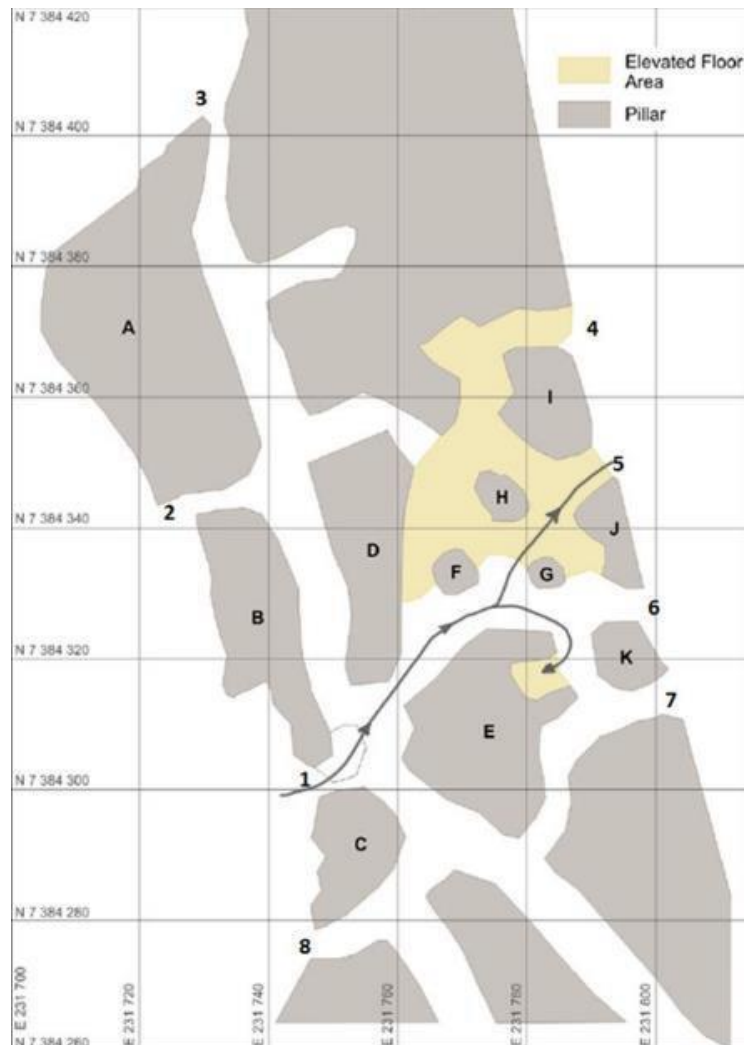 N 7 384 420
Elevated Floor
Area
Pillar
3
N 7 384 400
N 7 384 380
A
4
N 7 384 360
I
5
H
2
N 7 384 340
D
J
F
G
B
6
N 7 384 320
K
7
E
1
N 7 384 300
C
N 7 384 280
8
E 231 700
E 231 720
E 231 740
E 231 760
E 231 780
E 231 800
N 7 384 260